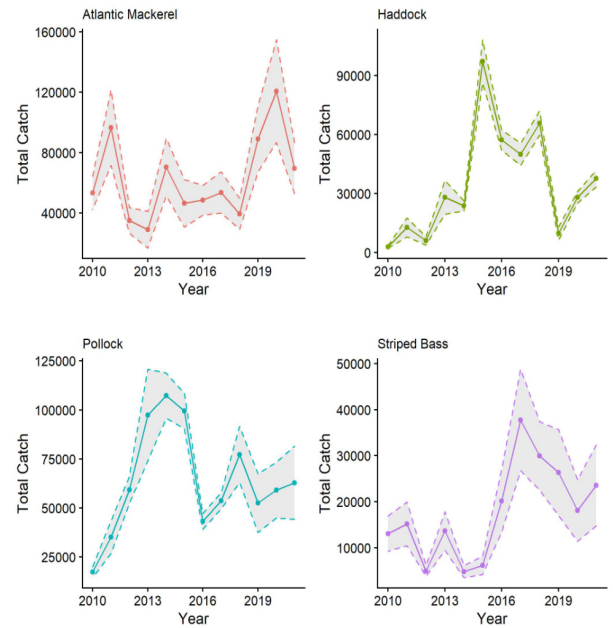 Atlantic Mackerel
Total Catch
160000
120000
80000
40000
2010 2013 2016 2019
Year
Haddock
Total Catch
90000
60000
30000
0
2010 2013 2016 2019
Year
Pollock
Total Catch
125000
100000
75000
50000
25000
2010 2013 2016 2019
Year
Striped Bass
Total Catch
50000
40000
30000
20000
10000
2010 2013 2016 2019
Year